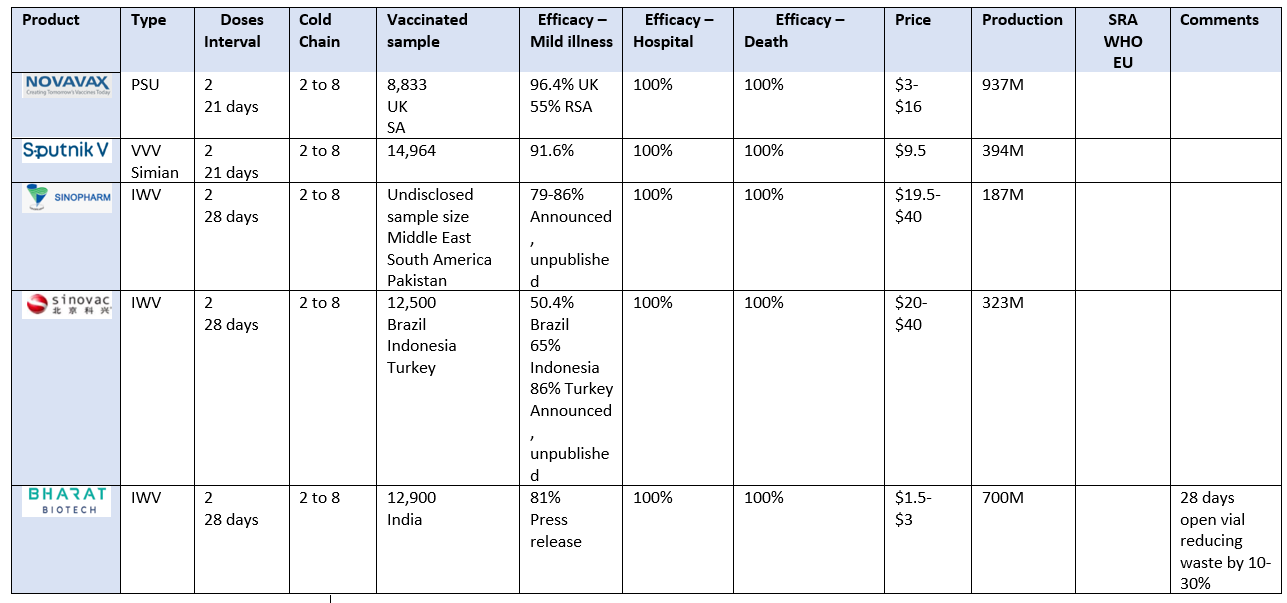 Product Type Doses Interval Cold Chain Vaccinated sample Efficacy – Mild illness Efficacy – Hospital Efficacy – Death Price Production SRA WHO EU Comments
NOVAVAX
Creating Tomorrow's Vaccines Today
PSU
2
21 days
2 to 8
8,833
UK
SA
96.4% UK
55% RSA
100%
100%
$3-
$16
937M
Sputnik V
VVV
Simian
2
21 days
2 to 8
14,964
91.6%
100%
100%
$9.5
394M
SINOPHARM
IWV
2
28 days
2 to 8
Undisclosed
sample size
Middle East
South America
Pakistan
79-86%
Announced
,
unpublishe
d
100%
100%
$19.5-
$40
187M
sinovac
北京科兴
IWV
2
28 days
2 to 8
12,500
Brazil
Indonesia
Turkey
50.4%
Brazil
65%
Indonesia
86% Turkey
Announced
,
unpublishe
d
100%
100%
$20-
$40
323M
BHARAT
BIOTECH
IWV
2
28 days
2 to 8
12,900
India
81%
Press
release
100%
100%
$1.5-
$3
700M
28 days
open vial
reducing
waste by 10-
30%